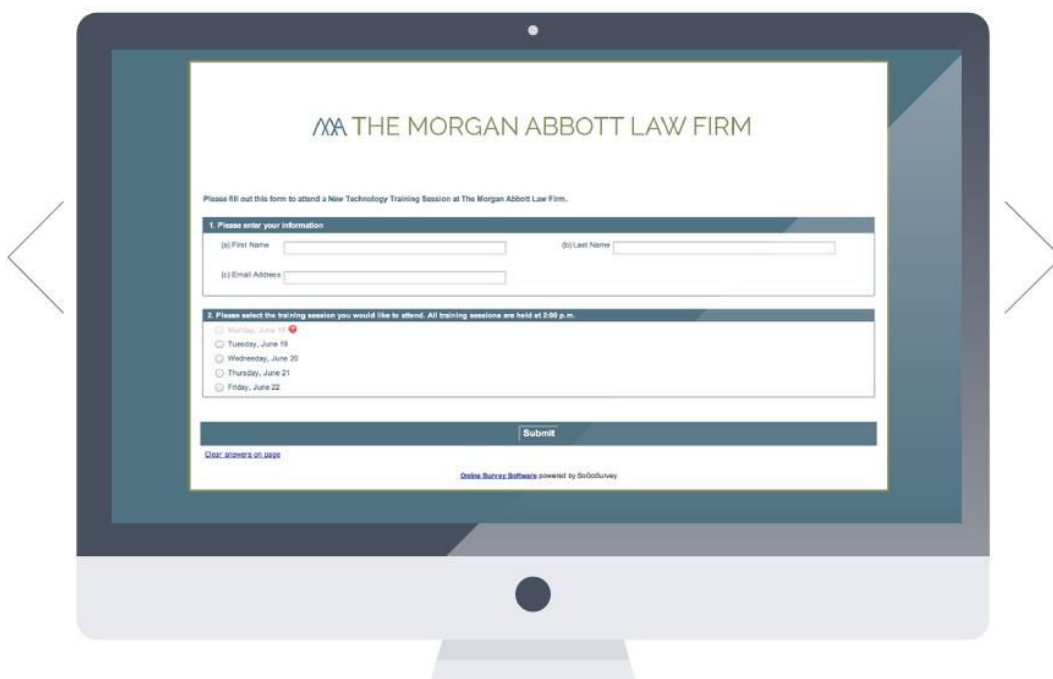 THE MORGAN ABBOTT LAW FIRM
Please fill out this form to attend a New Technology Training Session at The Morgan Abbott Law Firm.
1. Please enter your information
(a) First Name (b) Last Name
(c) Email Address
2. Please select the training session you would like to attend. All training sessions are held at 2:00 p.m.
Monday, June 18
Tuesday, June 19
Wednesday, June 20
Thursday, June 21
Friday, June 22
Submit
Clear answers on page
Online Survey Software powered by SoGoSurvey